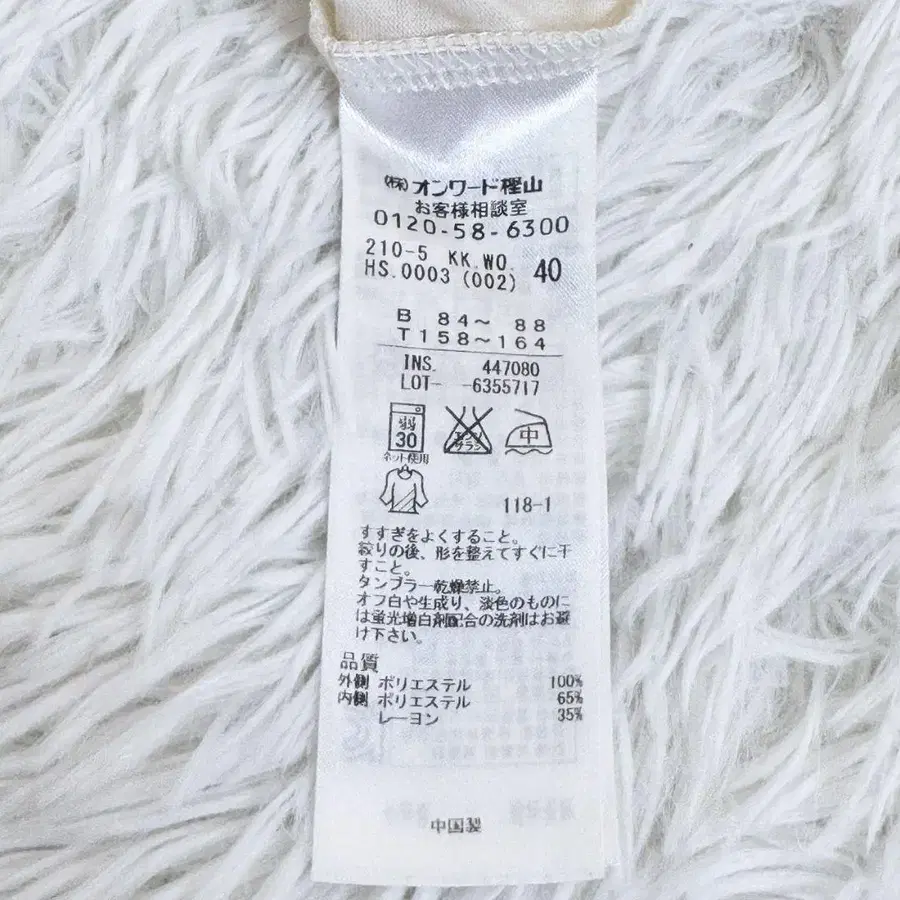 (株)オンワード樫山
お客様相談室
0120-58-6300
210-5 KK.WO. 40
HS.0003 (002)
B 84～ 88
T158～164
INS. 447080
LOT- -6355717
弱
30
エンソ
サラシ
中
ネット使用
118-1
すすぎをよくすること。
絞りの後、形を整えてすぐに干
すこと。
タンブラー乾燥禁止。
オフ白や生成り、淡色のものに
は蛍光増白剤配合の洗剤はお避
け下さい。
品質
外側 ポリエステル 100%
内側 ポリエステル 65%
レーヨン 35%
中国製